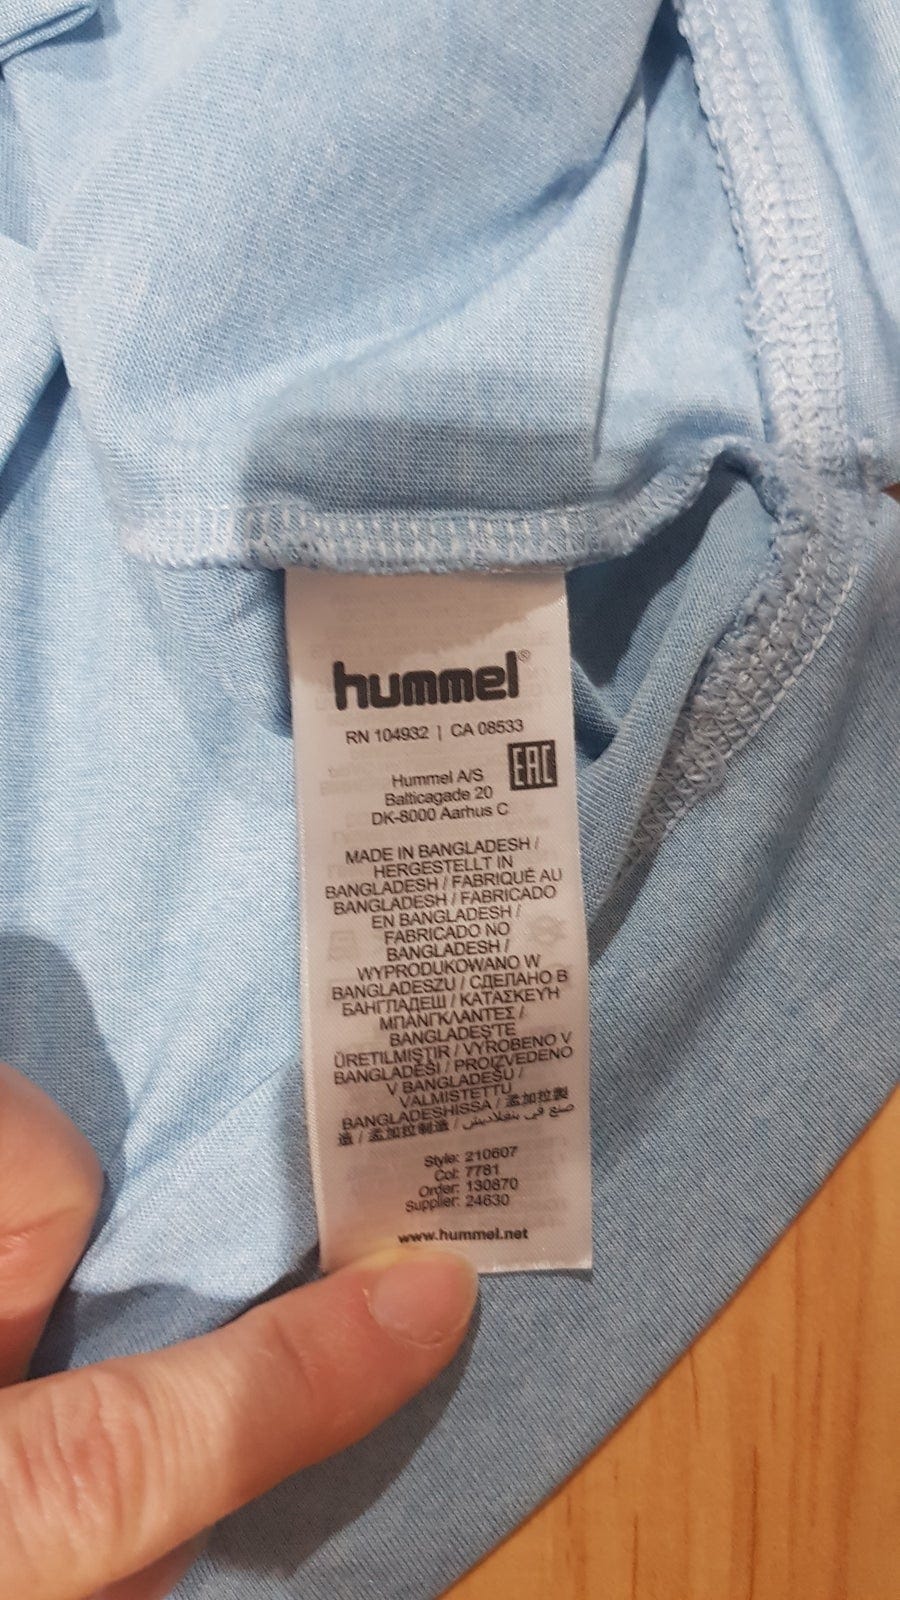 hummel®
RN 104932 | CA 08533
EAC
Hummel A/S
Balticagade 20
DK-8000 Aarhus C
MADE IN BANGLADESH /
HERGESTELLT IN
BANGLADESH / FABRIQUÉ AU
BANGLADESH / FABRICADO
EN BANGLADESH /
FABRICADO NO
BANGLADESH /
WYPRODUKOWANO W
BANGLADESZU / СДЕЛАНО В
БАНГЛАДЕШ / ΚΑΤΑΣΚΕΥΗ
ΜΠΑΝΓΚΛΑΝΤΕΣ /
BANGLADEŞ'TE
ÜRETILMIŞTIR / VYROBENO V
BANGLADÉŠI / PROIZVEDENO
V BANGLADEŠU /
VALMISTETTU
BANGLADESHISSA / 孟加拉製
造 / 孟加拉制造 / صنع في بنغلاديش
Style: 210607
Col: 7781
Order: 130870
Supplier: 24630
www.hummel.net